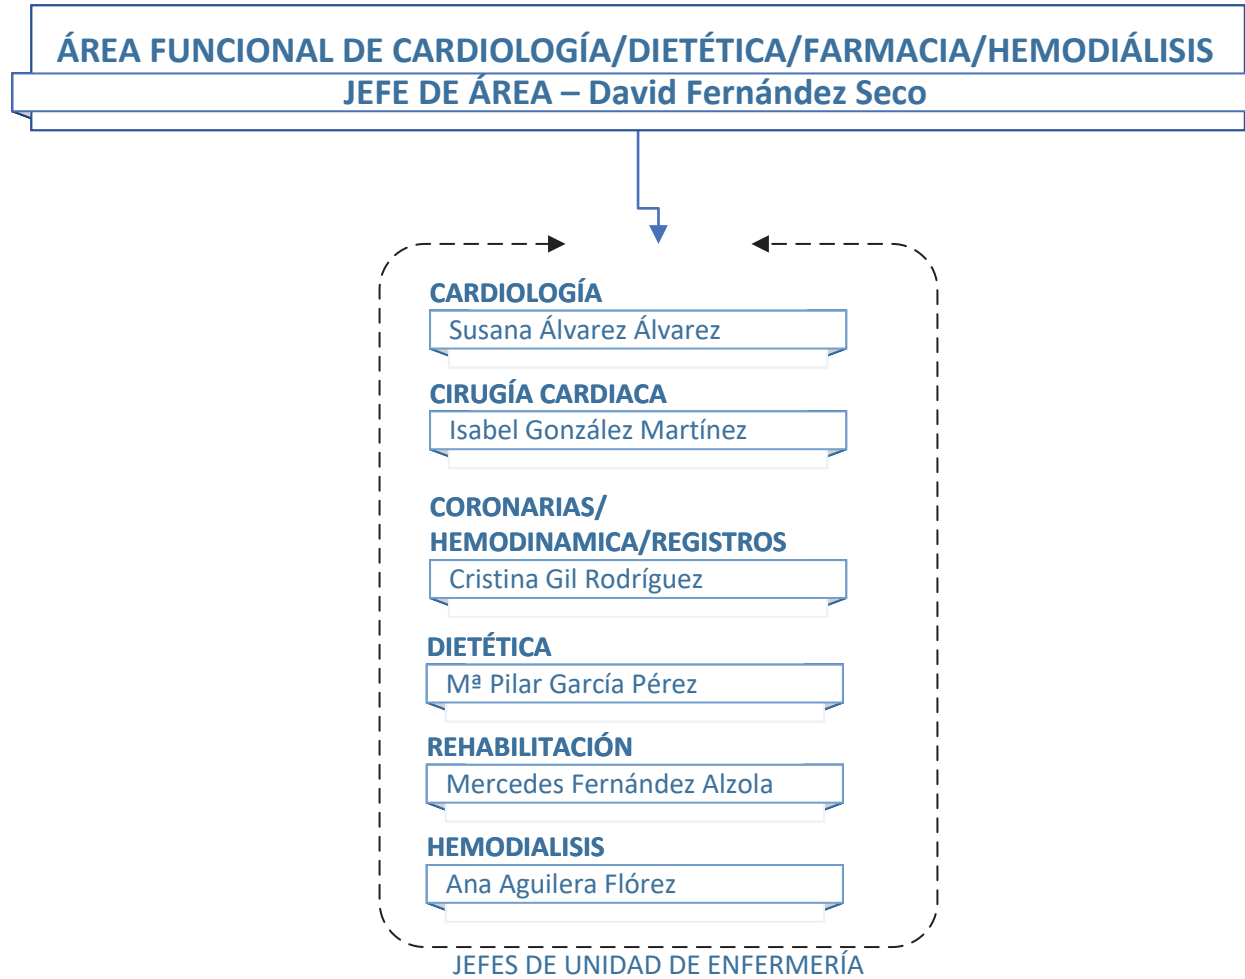 ÁREA FUNCIONAL DE CARDIOLOGÍA/DIETÉTICA/FARMACIA/HEMODIÁLISIS
JEFE DE ÁREA – David Fernández Seco
CARDIOLOGÍA
Susana Álvarez Álvarez
CIRUGÍA CARDIACA
Isabel González Martínez
CORONARIAS/
HEMODINAMICA/REGISTROS
Cristina Gil Rodríguez
DIETÉTICA
Mª Pilar García Pérez
REHABILITACIÓN
Mercedes Fernández Alzola
HEMODIALISIS
Ana Aguilera Flórez
JEFES DE UNIDAD DE ENFERMERÍA